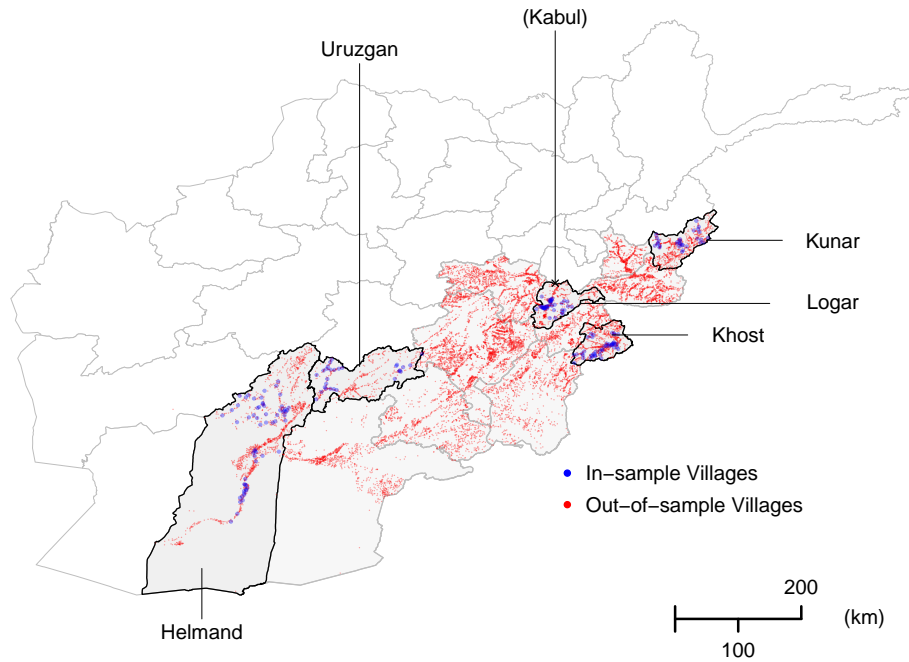 (Kabul)
Uruzgan
Kunar
Logar
Khost
In−sample Villages
Out−of−sample Villages
200
(km)
100
Helmand